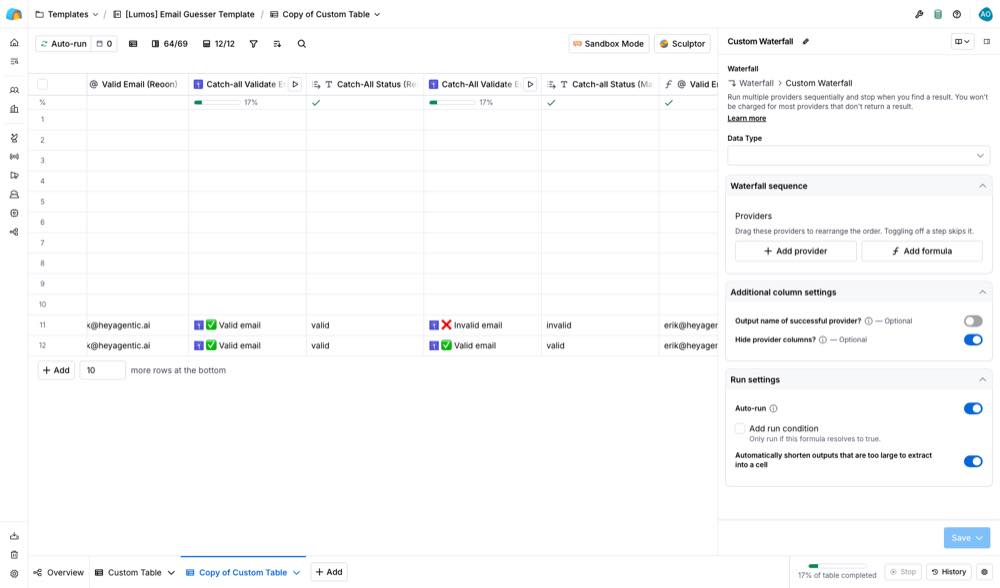 Templates / [Lumos] Email Guesser Template / Copy of Custom Table
AO
Auto-run 0 64/69 12/12
Sandbox Mode Sculptor
@ Valid Email (Reoon) Catch-all Validate E T Catch-All Status (Re Catch-All Validate E T Catch-all Status (Ma @ Valid E
% 17% 17%
1
2
3
4
5
6
7
8
9
10
11 k@heyagentic.ai Valid email valid Invalid email invalid erik@heyager
12 k@heyagentic.ai Valid email valid Valid email valid erik@heyager
+ Add 10 more rows at the bottom
Custom Waterfall
Waterfall
Waterfall > Custom Waterfall
Run multiple providers sequentially and stop when you find a result. You won't
be charged for most providers that don't return a result.
Learn more
Data Type
Waterfall sequence
Providers
Drag these providers to rearrange the order. Toggling off a step skips it.
+ Add provider Add formula
Additional column settings
Output name of successful provider? — Optional
Hide provider columns? — Optional
Run settings
Auto-run
Add run condition
Only run if this formula resolves to true.
Automatically shorten outputs that are too large to extract
into a cell
Save
Overview Custom Table Copy of Custom Table + Add
17% of table completed Stop History